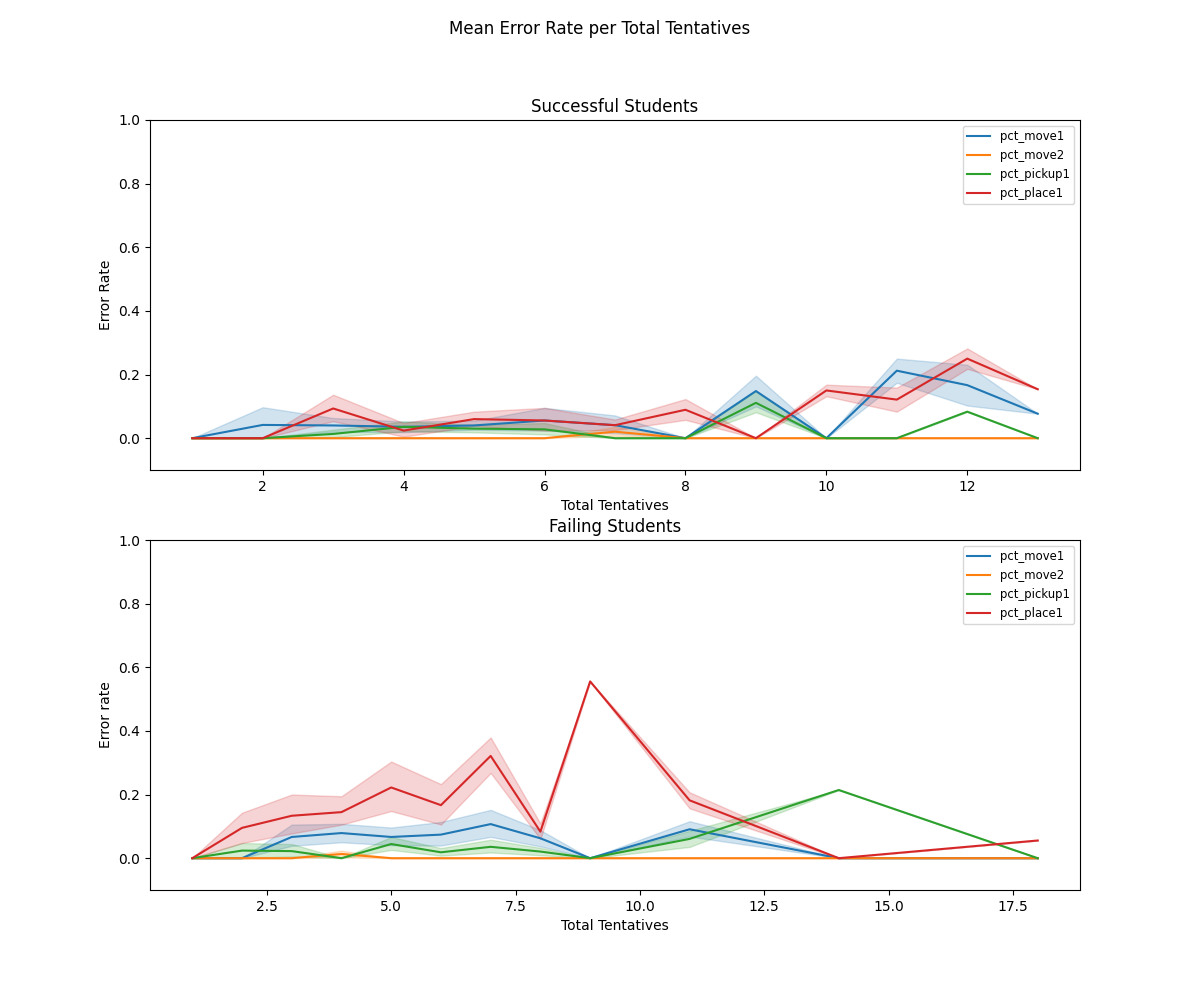 Mean Error Rate per Total Tentatives
Successful Students
1.0
0.8
0.6
0.4
0.2
0.0
Error Rate
pct_move1
pct_move2
pct_pickup1
pct_place1
2
4
6
8
10
12
Total Tentatives
Failing Students
1.0
0.8
0.6
0.4
0.2
0.0
Error rate
pct_move1
pct_move2
pct_pickup1
pct_place1
2.5
5.0
7.5
10.0
12.5
15.0
17.5
Total Tentatives